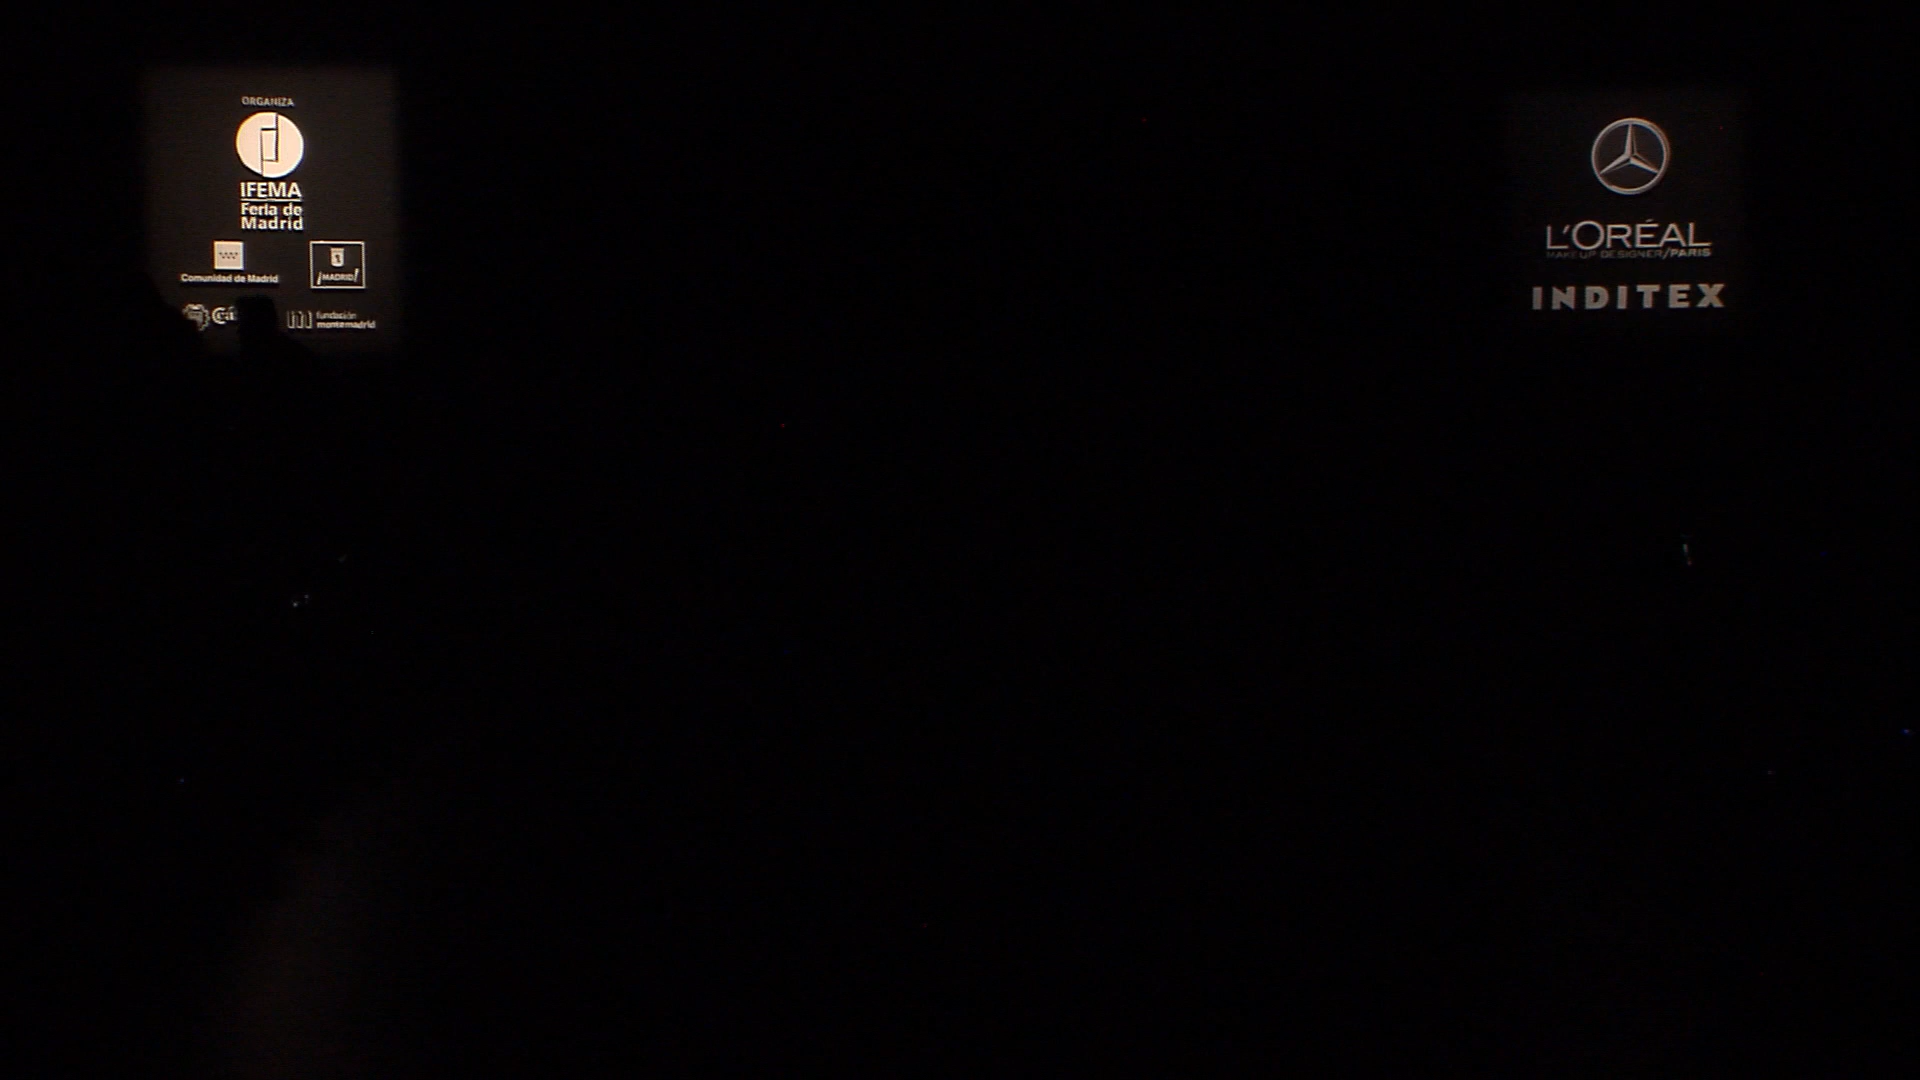 ORGANIZA
IFEMA
Feria de
Madrid
Comunidad de Madrid
¡MADRID!
fundación
montemadrid
L'ORÉAL
MAKEUP DESIGNER/PARIS
INDITEX